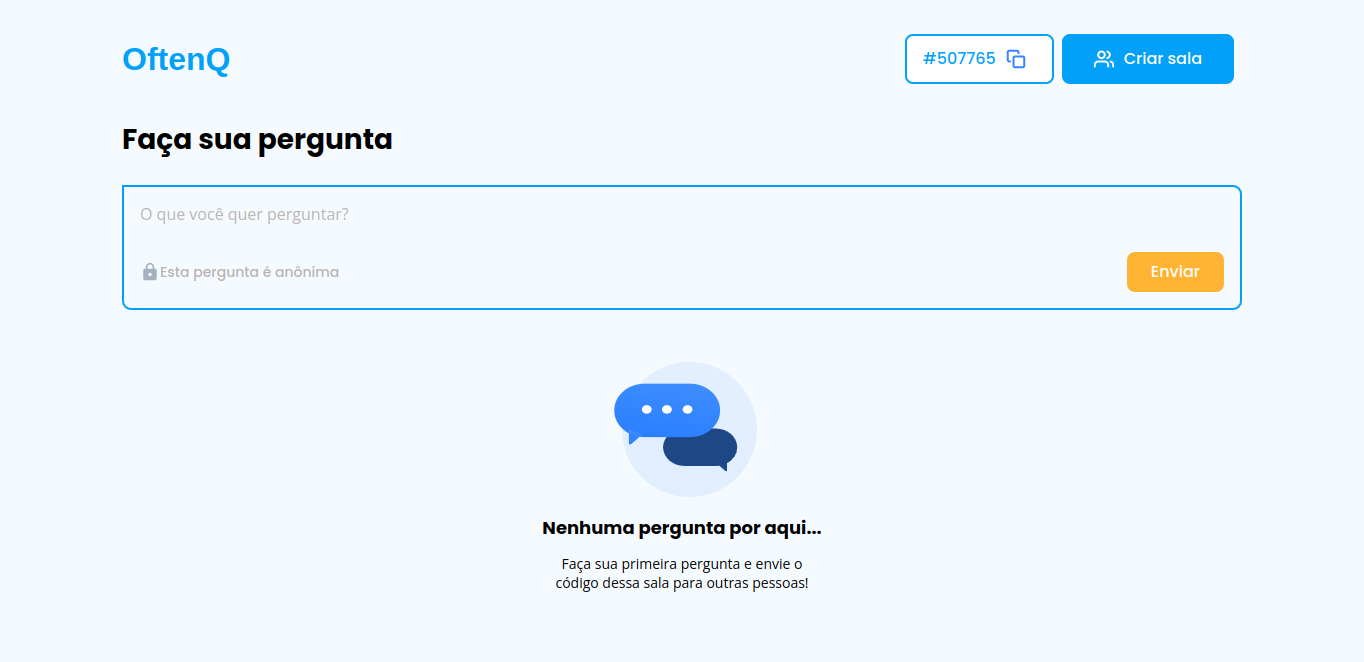 OftenQ
#507765
Criar sala
Faça sua pergunta
O que você quer perguntar?
Esta pergunta é anônima
Enviar
Nenhuma pergunta por aqui...
Faça sua primeira pergunta e envie o
código dessa sala para outras pessoas!